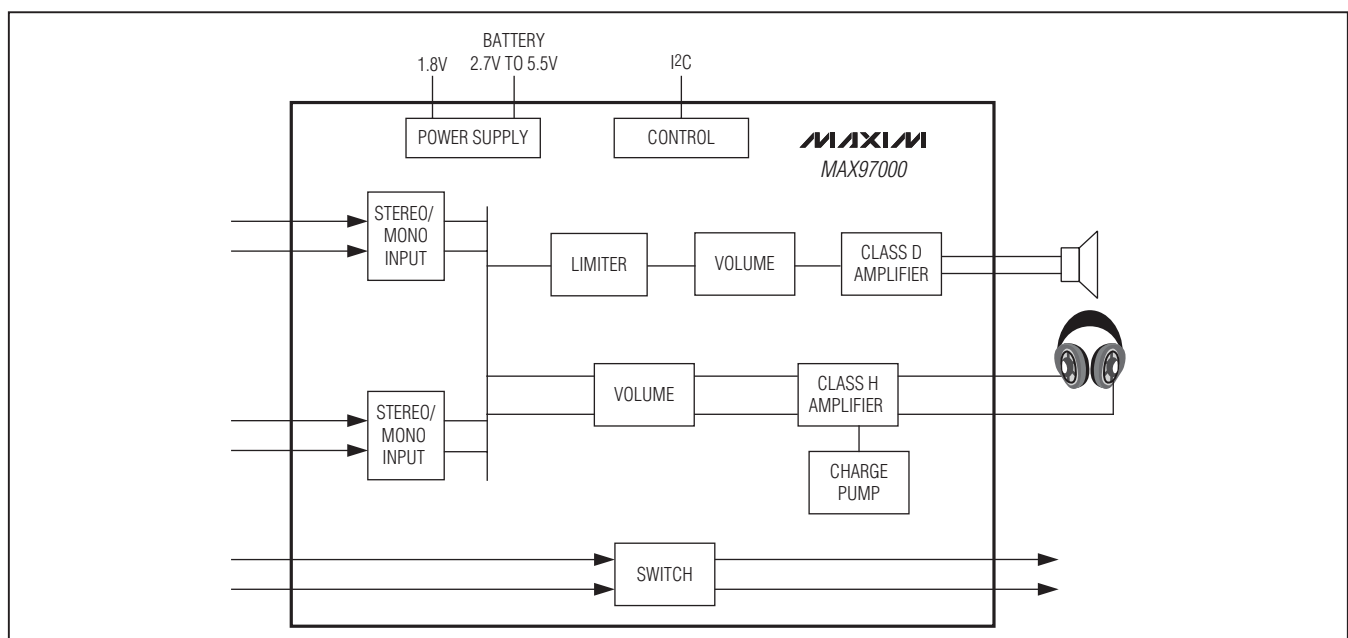 BATTERY
1.8V
2.7V TO 5.5V
I²C
POWER SUPPLY
CONTROL
MAXIM
MAX97000
STEREO/
MONO
INPUT
LIMITER
VOLUME
CLASS D
AMPLIFIER
STEREO/
MONO
INPUT
VOLUME
CLASS H
AMPLIFIER
CHARGE
PUMP
SWITCH